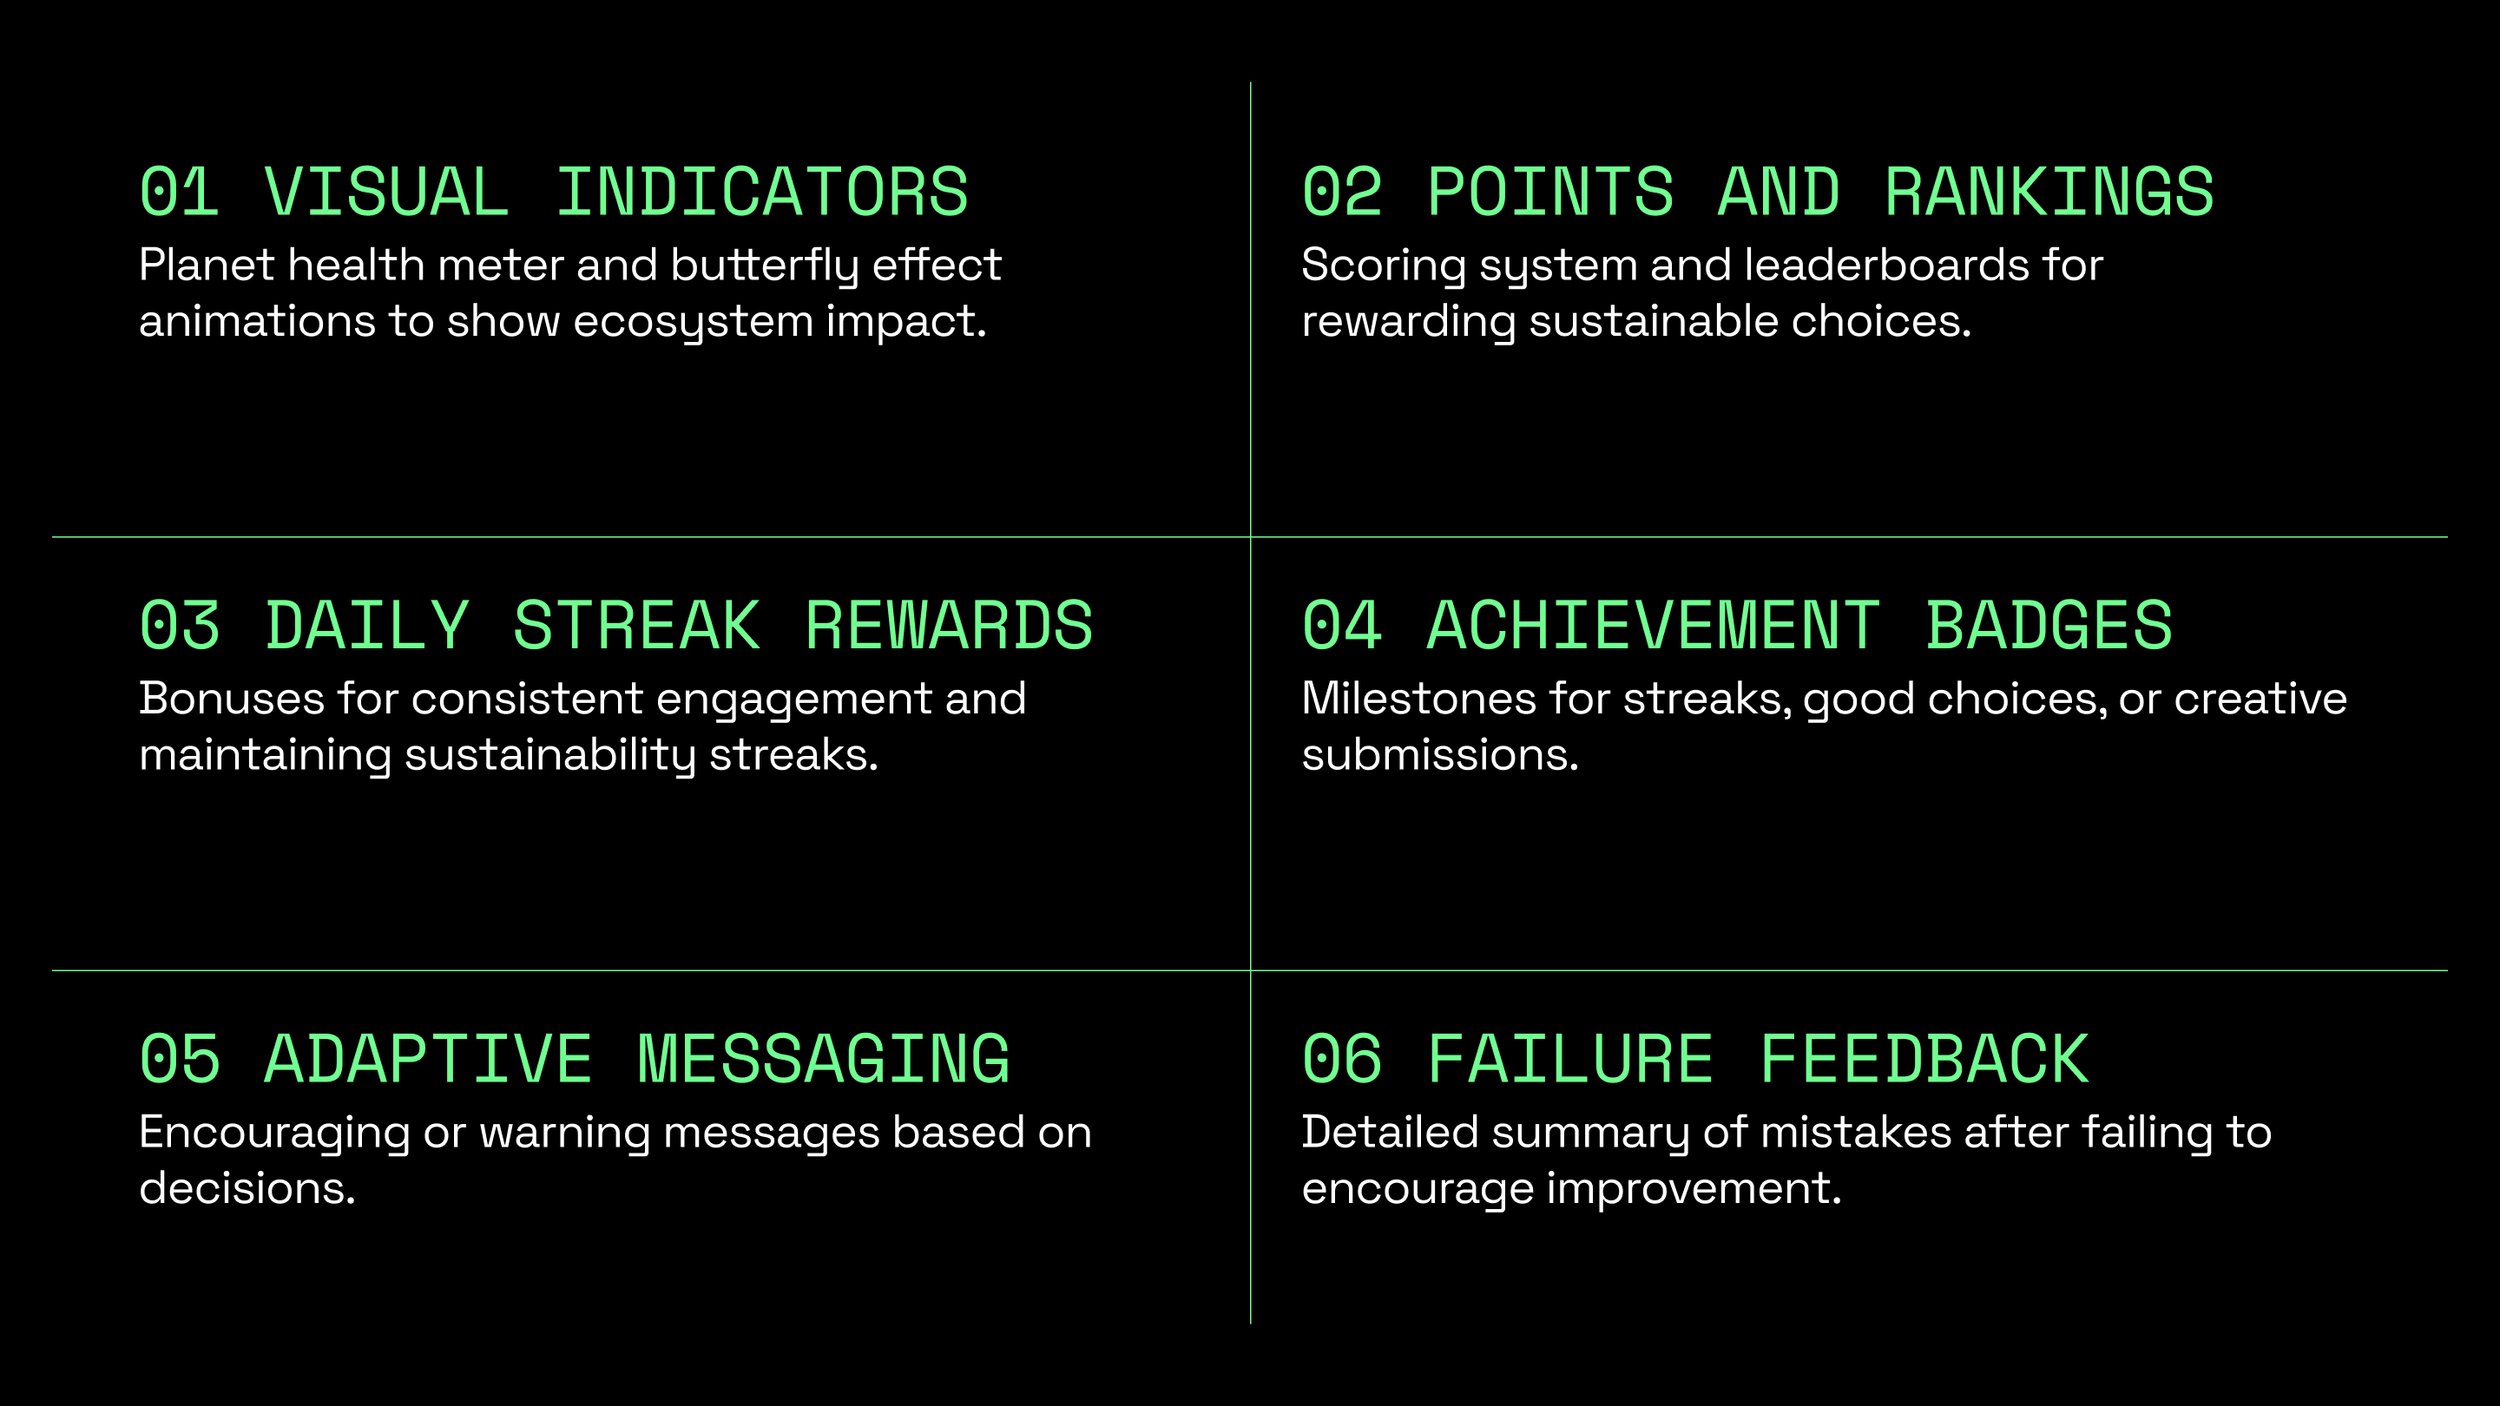 01 VISUAL INDICATORS
Planet health meter and butterfly effect
animations to show ecosystem impact.
02 POINTS AND RANKINGS
Scoring system and leaderboards for
rewarding sustainable choices.
03 DAILY STREAK REWARDS
Bonuses for consistent engagement and
maintaining sustainability streaks.
04 ACHIEVEMENT BADGES
Milestones for streaks, good choices, or creative
submissions.
05 ADAPTIVE MESSAGING
Encouraging or warning messages based on
decisions.
06 FAILURE FEEDBACK
Detailed summary of mistakes after failing to
encourage improvement.